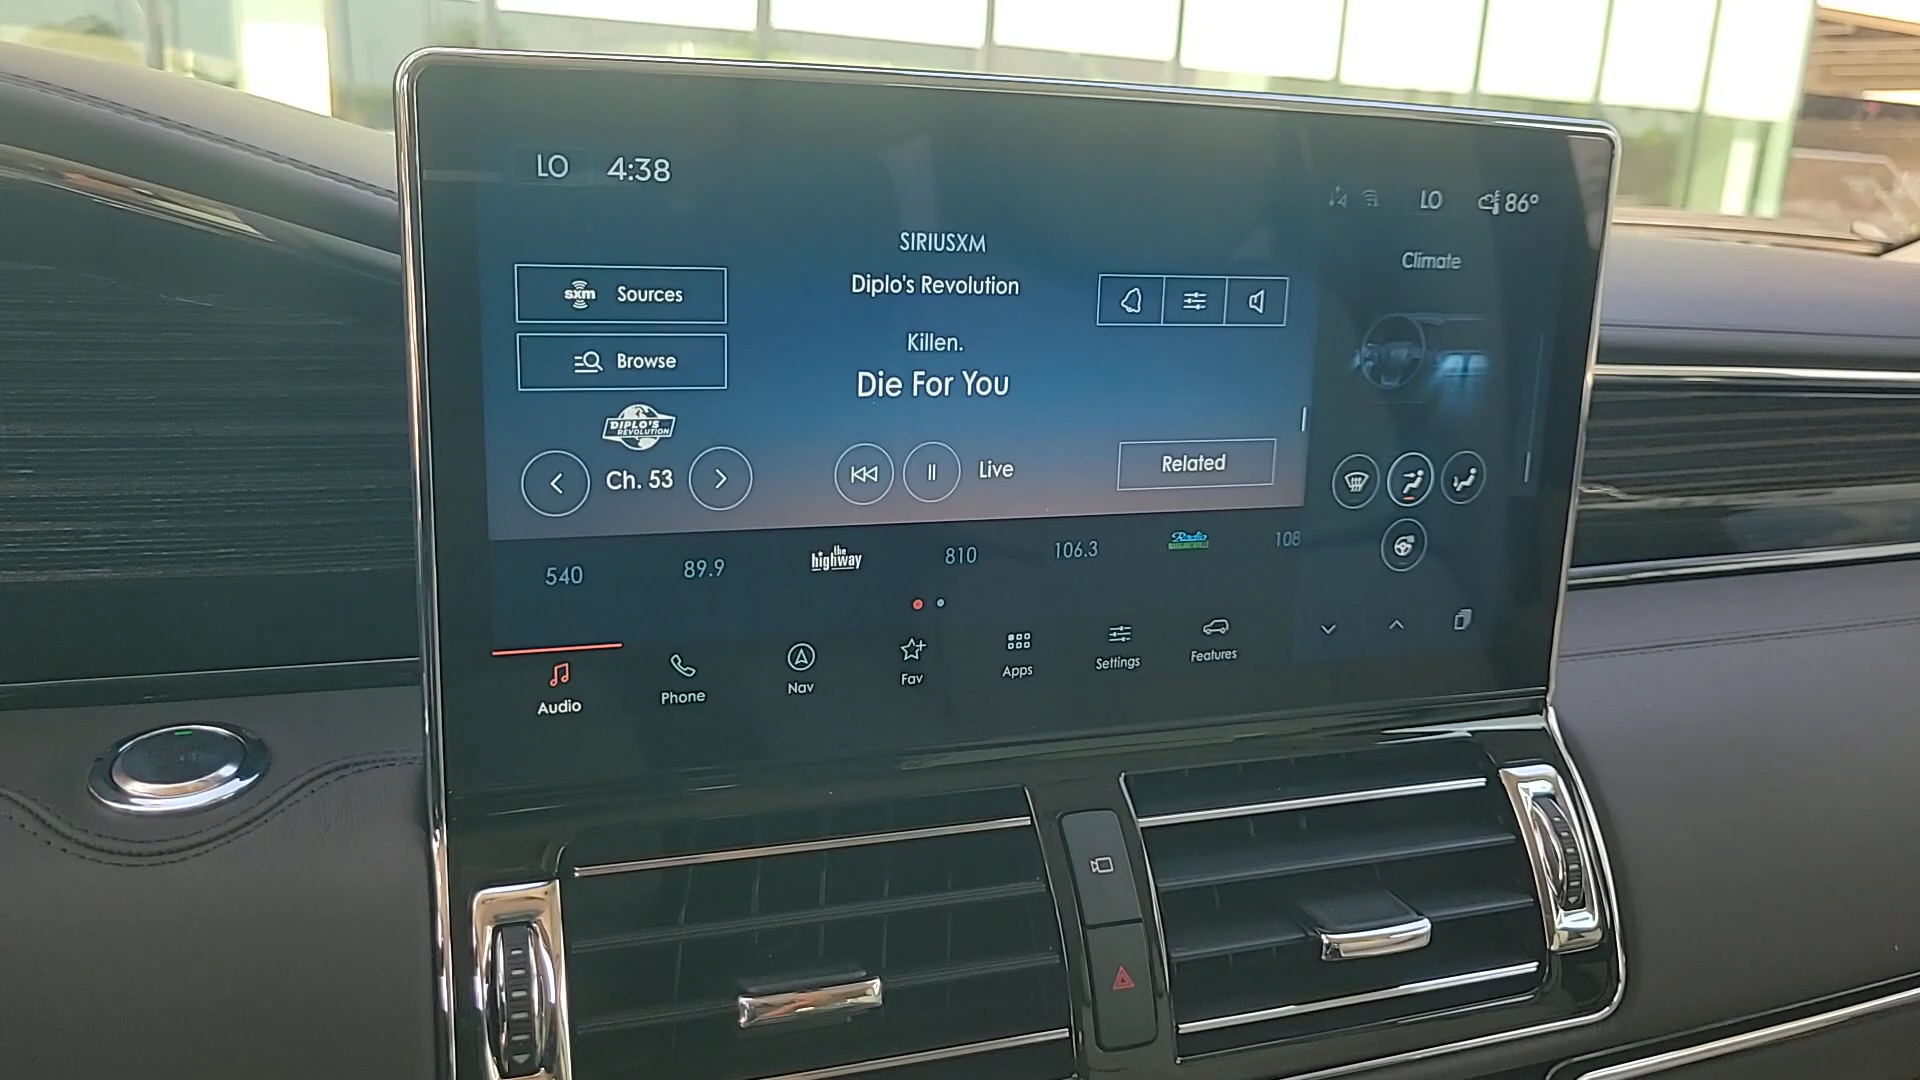 LO 4:38
LO 86°
SIRIUSXM
Climate
Diplo's Revolution
sxm Sources
Killen.
Browse
Die For You
DIPLO'S
REVOLUTION
Ch. 53
Live
Related
540 89.9 the highway 810 106.3 Radio 108
Audio Phone Nav Fav Apps Settings Features